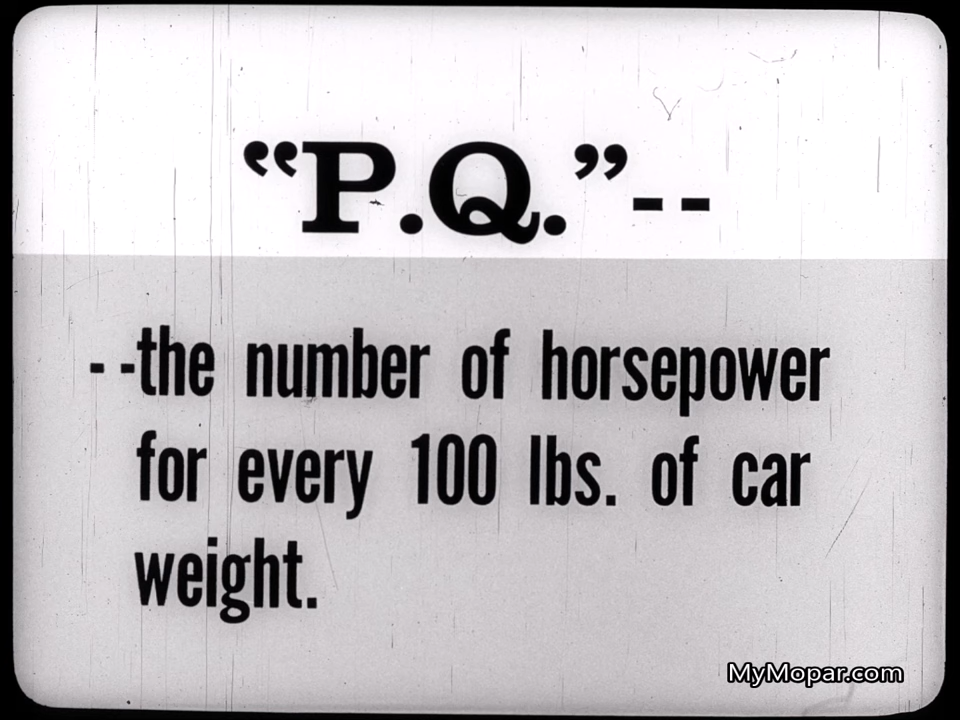 “P.Q.”--
--the number of horsepower
for every 100 lbs. of car
weight.
MyMopar.com